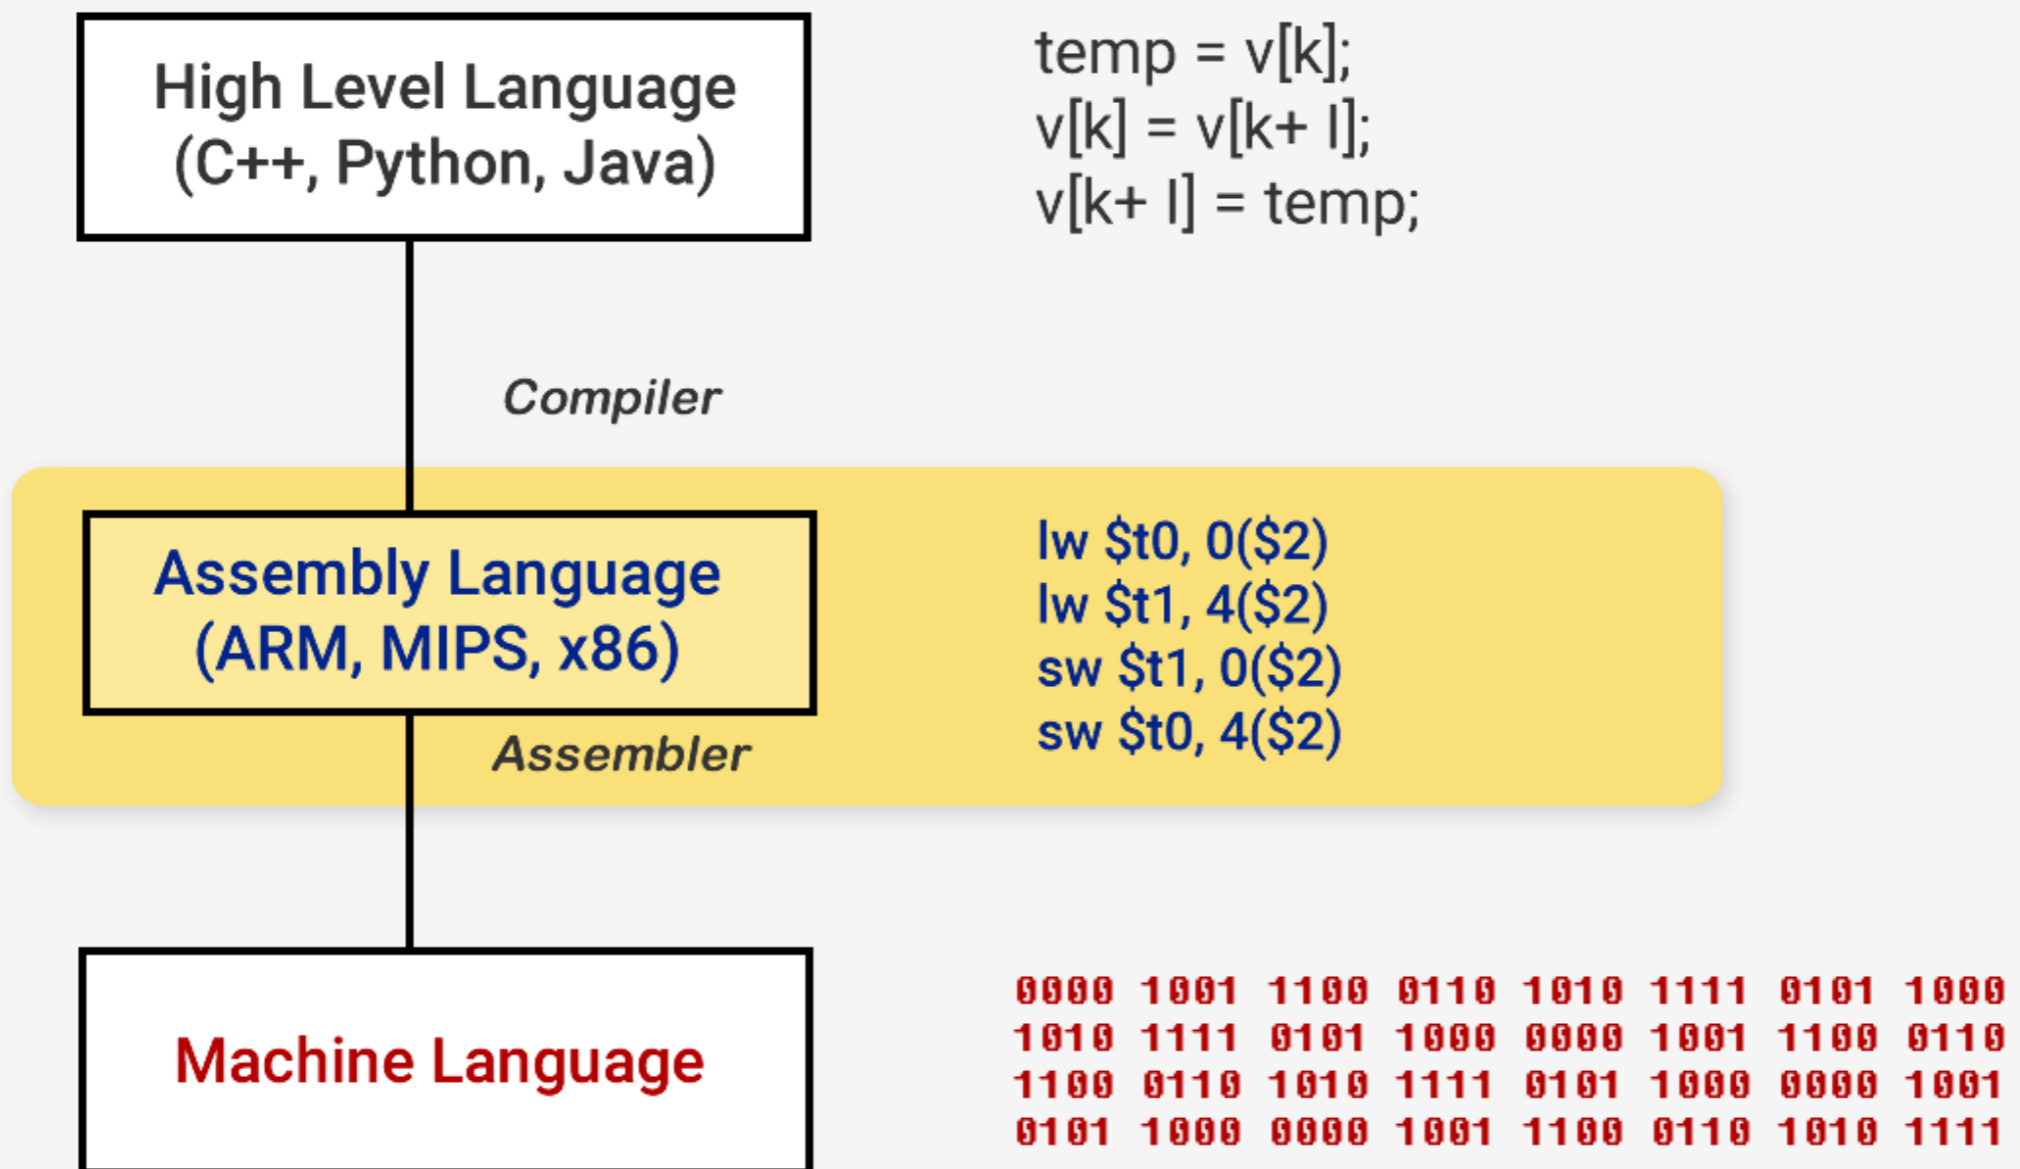 High Level Language
(C++, Python, Java)
temp = v[k];
v[k] = v[k+ I];
v[k+ I] = temp;
Compiler
Assembly Language
(ARM, MIPS, x86)
lw $t0, 0($2)
lw $t1, 4($2)
sw $t1, 0($2)
sw $t0, 4($2)
Assembler
Machine Language
0000 1001 1100 0110 1010 1111 0101 1000
1010 1111 0101 1000 0000 1001 1100 0110
1100 0110 1010 1111 0101 1000 0000 1001
0101 1000 0000 1001 1100 0110 1010 1111